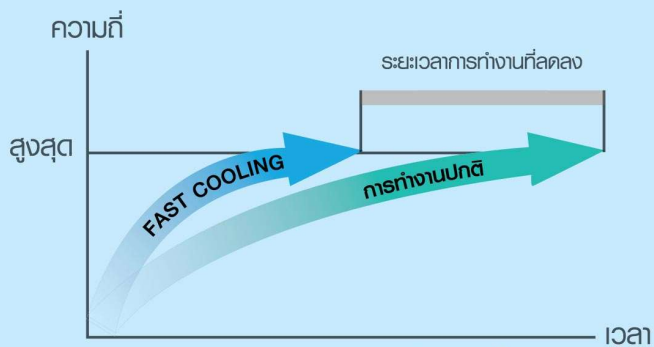 ความถี่
ระยะเวลาการทำงานที่ลดลง
สูงสุด
FAST COOLING
การทำงานปกติ
เวลา